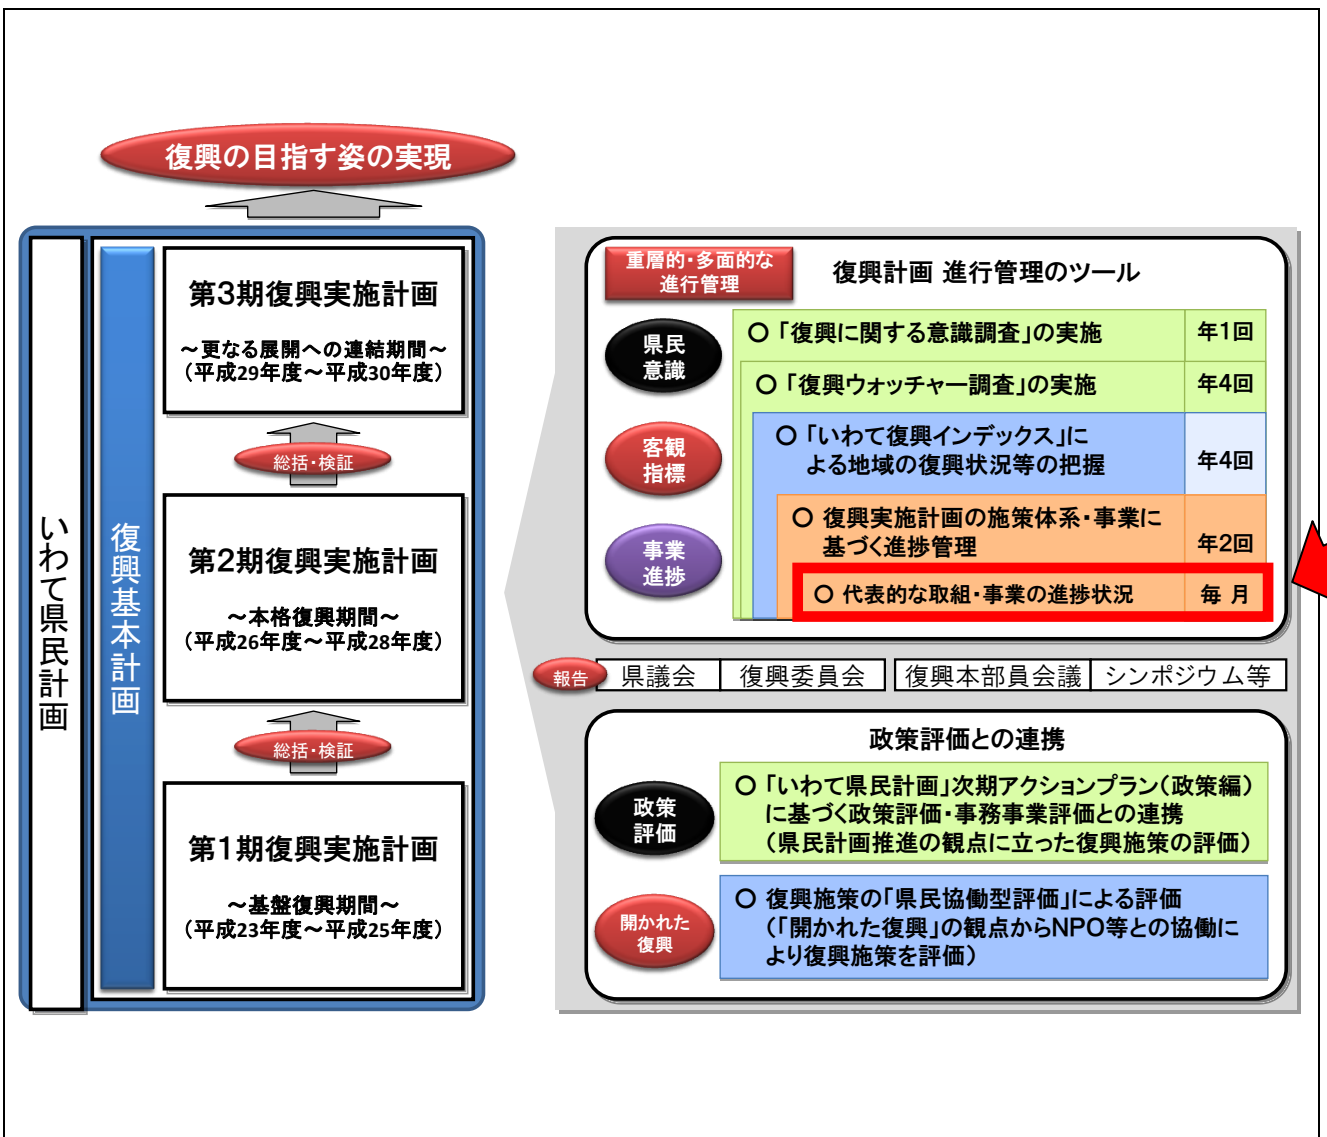 復興の目指す姿の実現
いわて県民計画
復興基本計画
第3期復興実施計画
～更なる展開への連結期間～
（平成29年度～平成30年度）
総括・検証
第2期復興実施計画
～本格復興期間～
（平成26年度～平成28年度）
総括・検証
第1期復興実施計画
～基盤復興期間～
（平成23年度～平成25年度）
重層的・多面的な
進行管理
復興計画 進行管理のツール
県民
意識
○「復興に関する意識調査」の実施 年1回
○「復興ウォッチャー調査」の実施 年4回
客観
指標
○「いわて復興インデックス」に
よる地域の復興状況等の把握 年4回
事業
進捗
○ 復興実施計画の施策体系・事業に
基づく進捗管理 年2回
○ 代表的な取組・事業の進捗状況 毎 月
報告 県議会 復興委員会 復興本部員会議 シンポジウム等
政策評価との連携
政策
評価
○「いわて県民計画」次期アクションプラン（政策編）
に基づく政策評価・事務事業評価との連携
（県民計画推進の観点に立った復興施策の評価）
開かれた
復興
○ 復興施策の「県民協働型評価」による評価
（「開かれた復興」の観点からNPO等との協働に
より復興施策を評価）